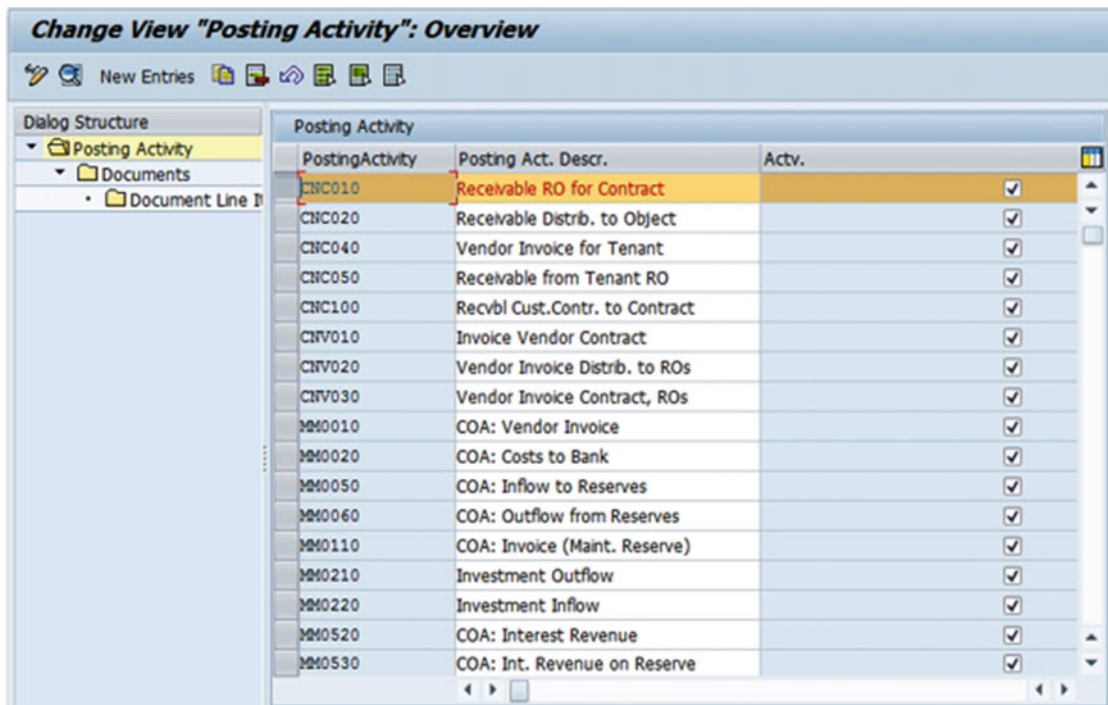 Change View "Posting Activity": Overview
New Entries
Dialog Structure
Posting Activity
Documents
Document Line It
Posting Activity
PostingActivity Posting Act. Descr. Actv.
CNC010 Receivable RO for Contract
CNC020 Receivable Distrib. to Object
CNC040 Vendor Invoice for Tenant
CNC050 Receivable from Tenant RO
CNC100 Recvbl Cust.Contr. to Contract
CNV010 Invoice Vendor Contract
CNV020 Vendor Invoice Distrib. to ROs
CNV030 Vendor Invoice Contract, ROs
MM0010 COA: Vendor Invoice
MM0020 COA: Costs to Bank
MM0050 COA: Inflow to Reserves
MM0060 COA: Outflow from Reserves
MM0110 COA: Invoice (Maint. Reserve)
MM0210 Investment Outflow
MM0220 Investment Inflow
MM0520 COA: Interest Revenue
MM0530 COA: Int. Revenue on Reserve